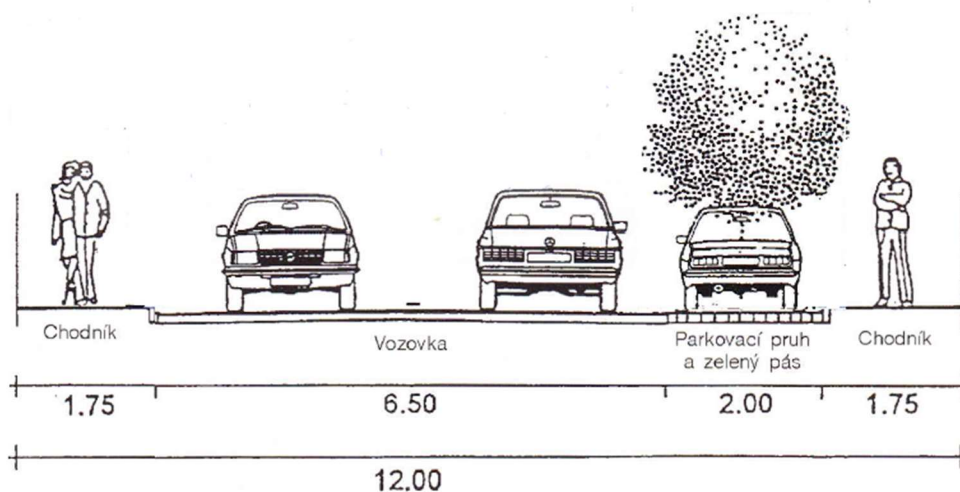 Chodník
Vozovka
Parkovací pruh
a zelený pás
Chodník
1.75
6.50
2.00
1.75
12.00